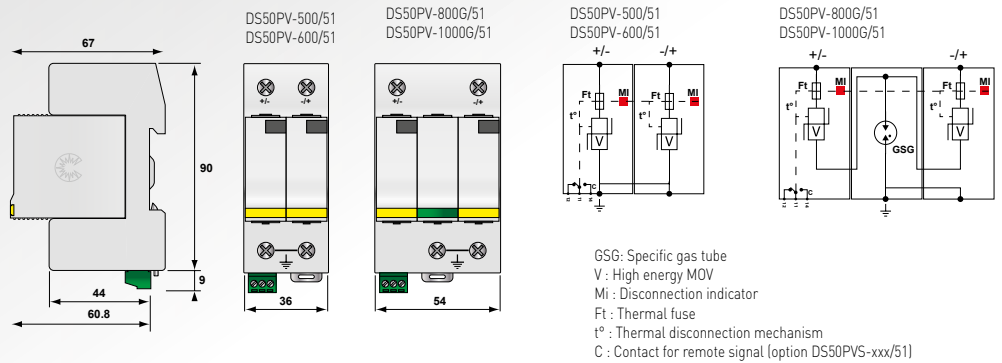 DS50PV-500/51
DS50PV-600/51
DS50PV-800G/51
DS50PV-1000G/51
DS50PV-500/51
DS50PV-600/51
DS50PV-800G/51
DS50PV-1000G/51
67
90
9
44
60.8
+/-
-/+
36
+/-
-/+
54
+/-
-/+
Ft
MI
Ft
MI
t°
t°
V
V
C
+/-
-/+
Ft
MI
Ft
MI
t°
t°
V
GSG
V
C
GSG: Specific gas tube
V : High energy MOV
Mi : Disconnection indicator
Ft : Thermal fuse
t° : Thermal disconnection mechanism
C : Contact for remote signal (option DS50PVS-xxx/51)